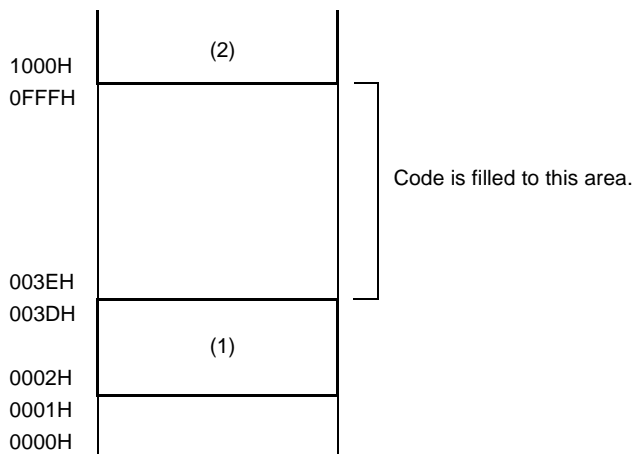 (2)
1000H
0FFFH
Code is filled to this area.
003EH
003DH
(1)
0002H
0001H
0000H